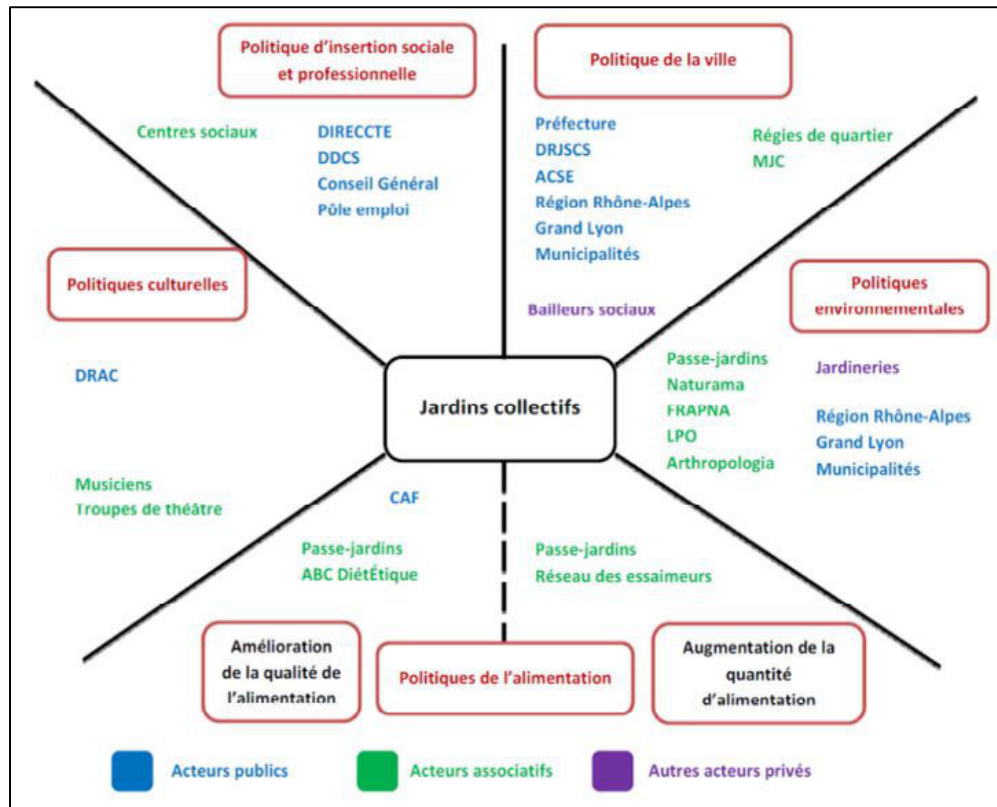 Politique d'insertion sociale
et professionnelle
Politique de la ville
Centres sociaux
DIRECCTE
DDCS
Conseil Général
Pôle emploi
Préfecture
DRJSCS
ACSE
Région Rhône-Alpes
Grand Lyon
Municipalités
Régies de quartier
MJC
Bailleurs sociaux
Politiques culturelles
DRAC
Musiciens
Troupes de théâtre
Jardins collectifs
Politiques
environnementales
Passe-jardins
Naturama
FRAPNA
LPO
Arthropologia
Jardineries
Région Rhône-Alpes
Grand Lyon
Municipalités
CAF
Passe-jardins
ABC DiétÉtique
Passe-jardins
Réseau des essaimeurs
Amélioration
de la qualité de
l'alimentation
Politiques de l'alimentation
Augmentation de la
quantité
d'alimentation
Acteurs publics
Acteurs associatifs
Autres acteurs privés